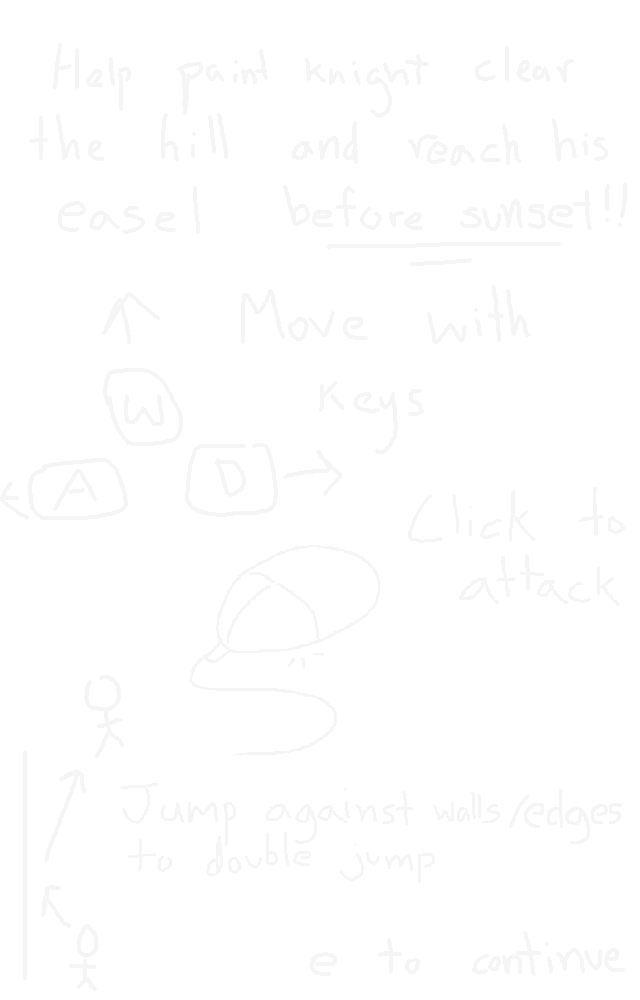 Help paint knight clear
the hill and reach his
easel before sunset!!
Move with
keys
W
A D
Click to
attack
Jump against walls/edges
to double jump
e to continue